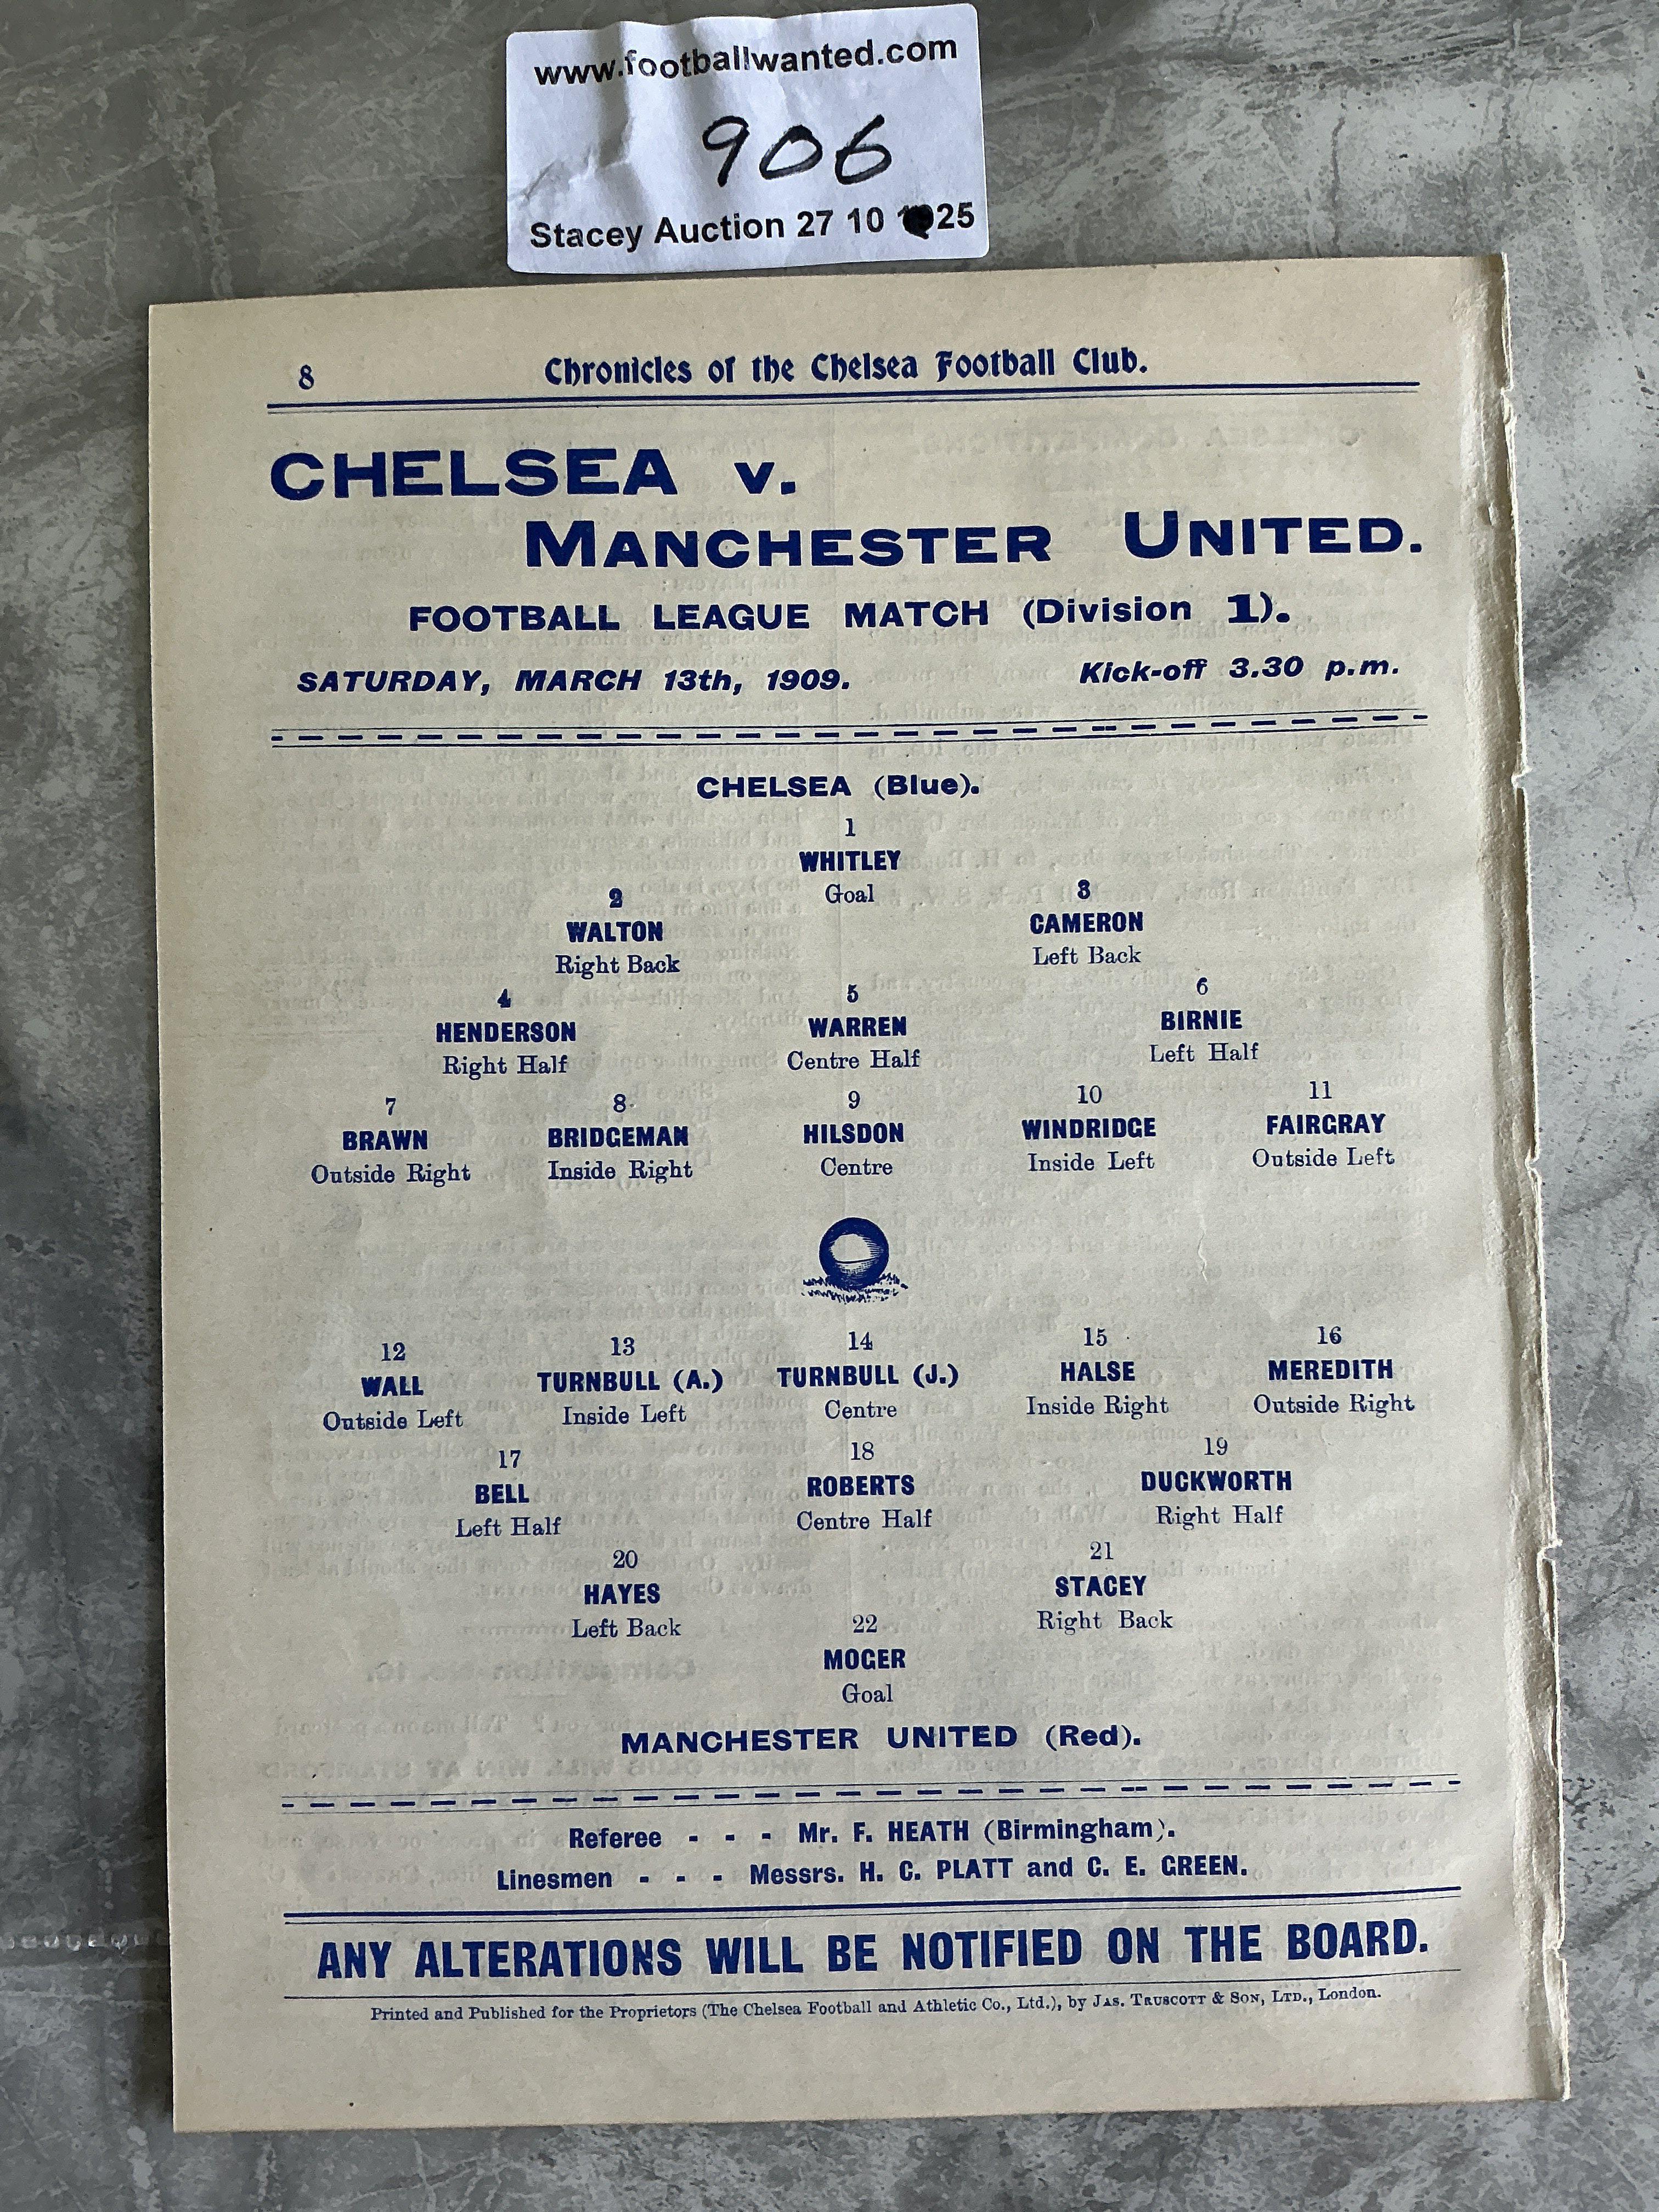 www.footballwanted.com
906
Stacey Auction 27 10 25
8 Chronicles of the Chelsea Football Club.
CHELSEA v.
MANCHESTER UNITED.
FOOTBALL LEAGUE MATCH (Division 1).
SATURDAY, MARCH 13th, 1909. Kick-off 3.30 p.m.
CHELSEA (Blue).
1
WHITLEY
Goal
2 3
WALTON CAMERON
Right Back Left Back
4 5 6
HENDERSON WARREN BIRNIE
Right Half Centre Half Left Half
7 8 9 10 11
BRAWN BRIDGEMAN HILSDON WINDRIDGE FAIRGRAY
Outside Right Inside Right Centre Inside Left Outside Left
12 13 14 15 16
WALL TURNBULL (A.) TURNBULL (J.) HALSE MEREDITH
Outside Left Inside Left Centre Inside Right Outside Right
17 18 19
BELL ROBERTS DUCKWORTH
Left Half Centre Half Right Half
20 21
HAYES STACEY
Left Back Right Back
22
MOGER
Goal
MANCHESTER UNITED (Red).
Referee - - - Mr. F. HEATH (Birmingham).
Linesmen - - - Messrs. H. C. PLATT and C. E. GREEN.
ANY ALTERATIONS WILL BE NOTIFIED ON THE BOARD.
Printed and Published for the Proprietors (The Chelsea Football and Athletic Co., Ltd.), by JAS. TRUSCOTT & SON, LTD., London.